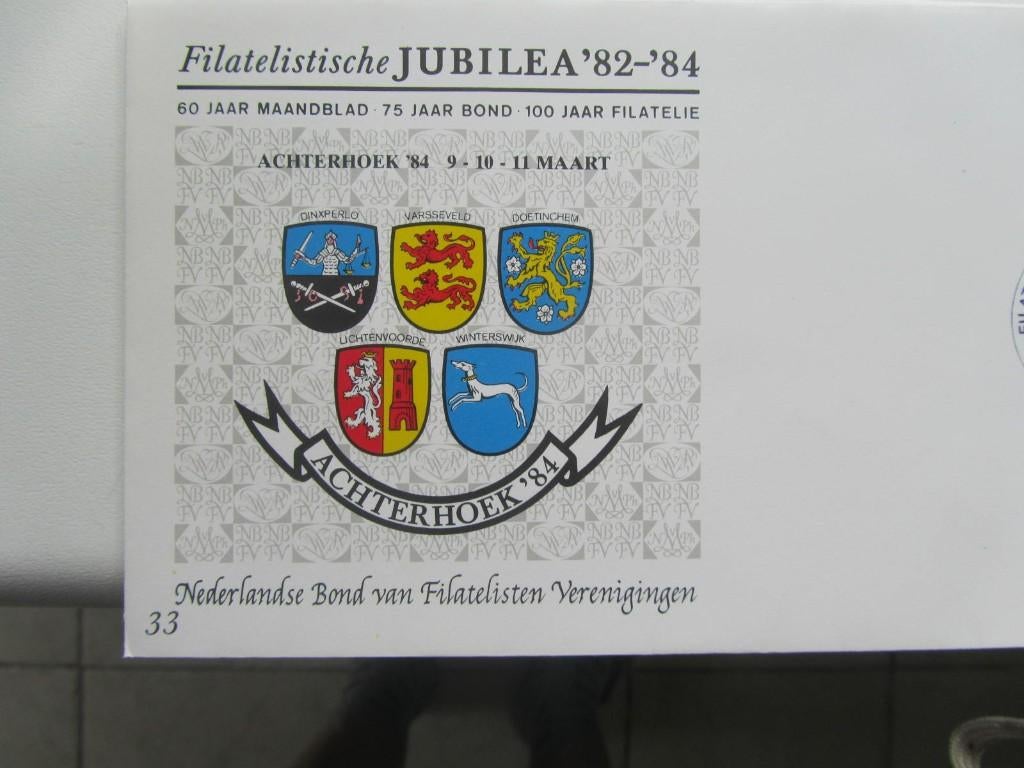 Filatelistische JUBILEA '82-'84
60 JAAR MAANDBLAD · 75 JAAR BOND · 100 JAAR FILATELIE
ACHTERHOEK '84 9 - 10 - 11 MAART
DINXPERLO VARSSEVELD DOETINCHEM
LICHTENVOORDE WINTERSWIJK
ACHTERHOEK '84
Nederlandse Bond van Filatelisten Verenigingen
33